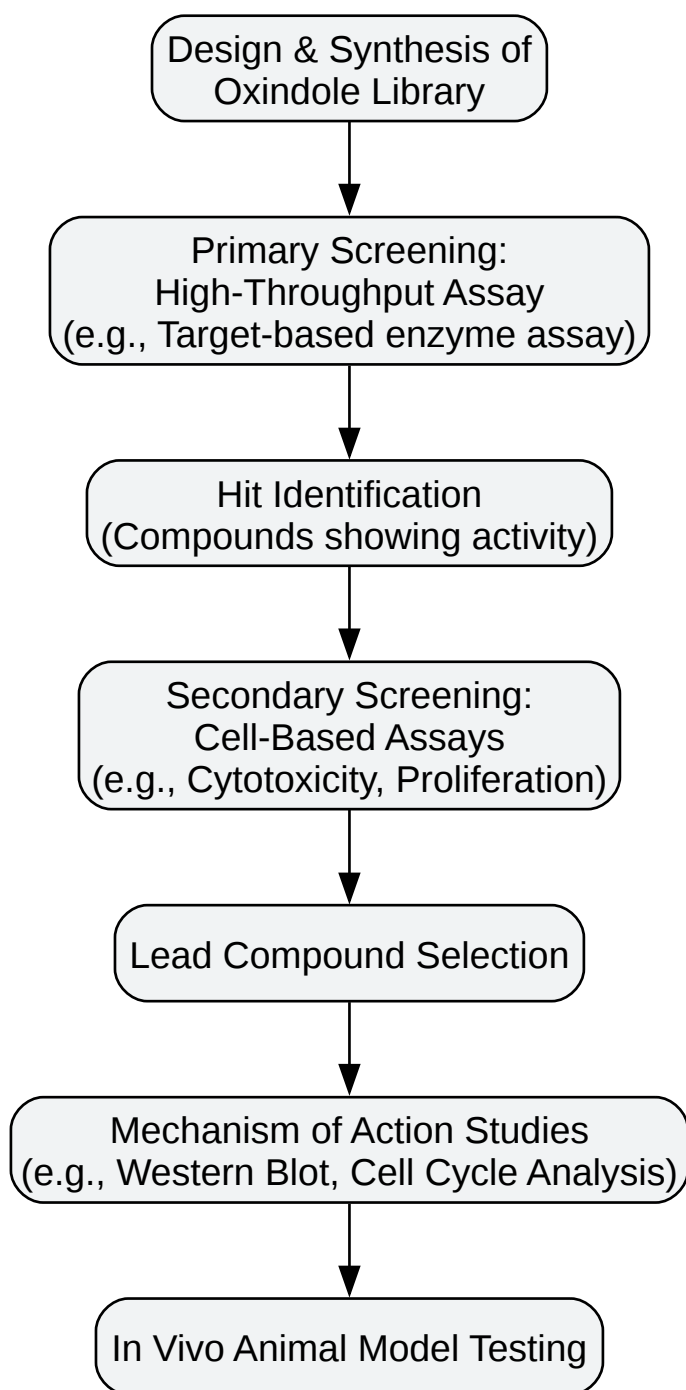 Design & Synthesis of
Oxindole Library
Primary Screening:
High-Throughput Assay
(e.g., Target-based enzyme assay)
Hit Identification
(Compounds showing activity)
Secondary Screening:
Cell-Based Assays
(e.g., Cytotoxicity, Proliferation)
Lead Compound Selection
Mechanism of Action Studies
(e.g., Western Blot, Cell Cycle Analysis)
In Vivo Animal Model Testing